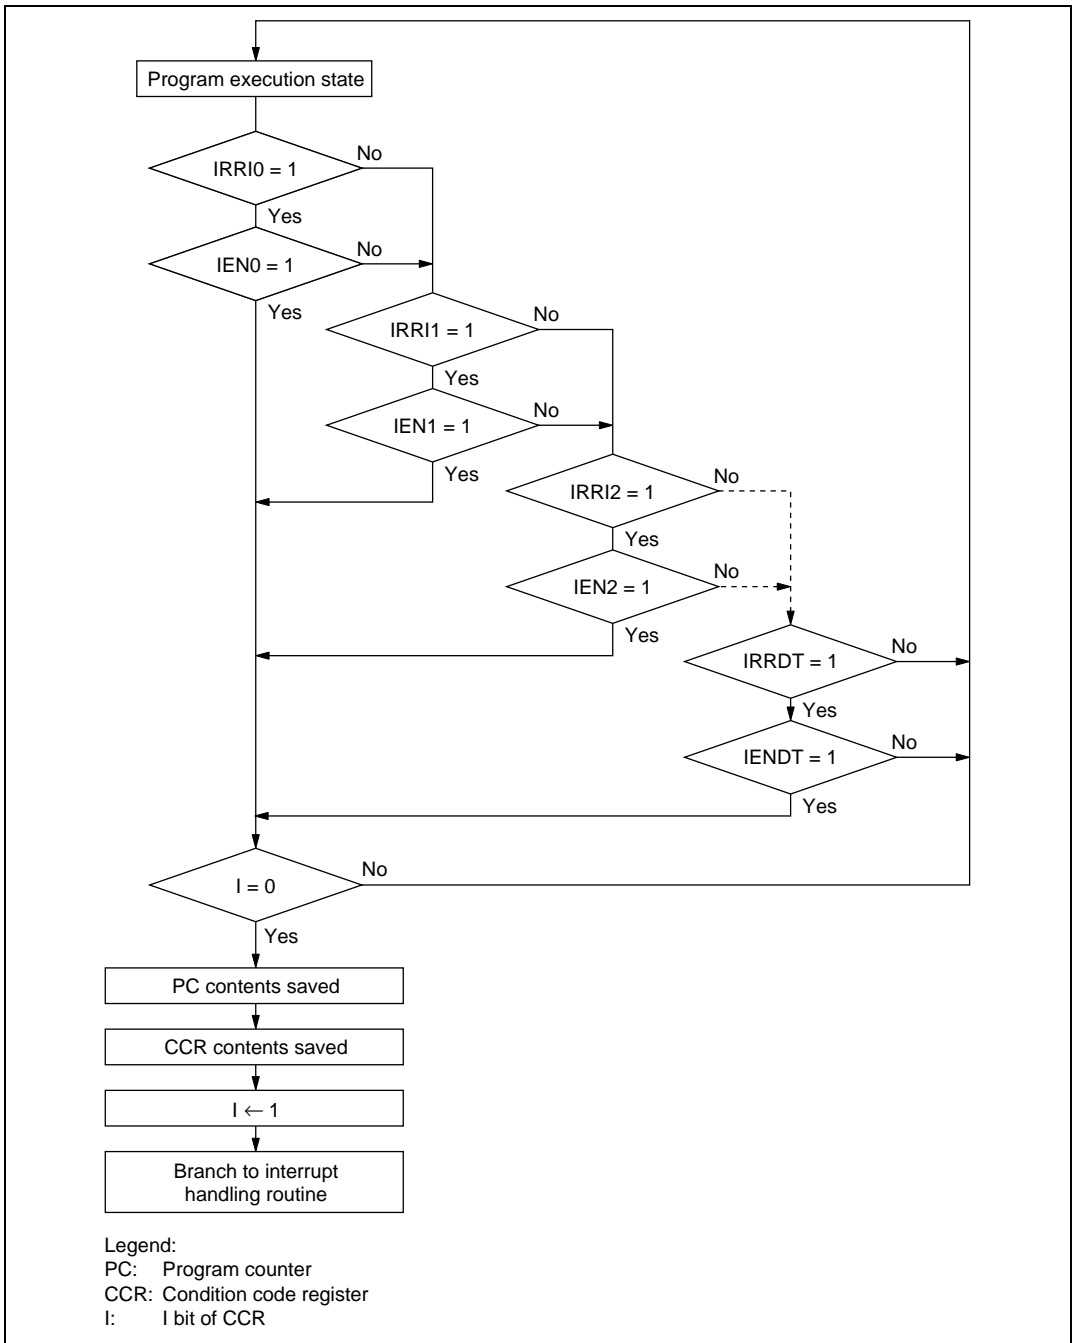 Program execution state
IRRI0 = 1
No
Yes
IEN0 = 1
No
Yes
IRRI1 = 1
No
Yes
IEN1 = 1
No
Yes
IRRI2 = 1
No
Yes
IEN2 = 1
No
Yes
IRRDT = 1
No
Yes
IENDT = 1
No
Yes
I = 0
No
Yes
PC contents saved
CCR contents saved
I ← 1
Branch to interrupt
handling routine
Legend:
PC: Program counter
CCR: Condition code register
I: I bit of CCR